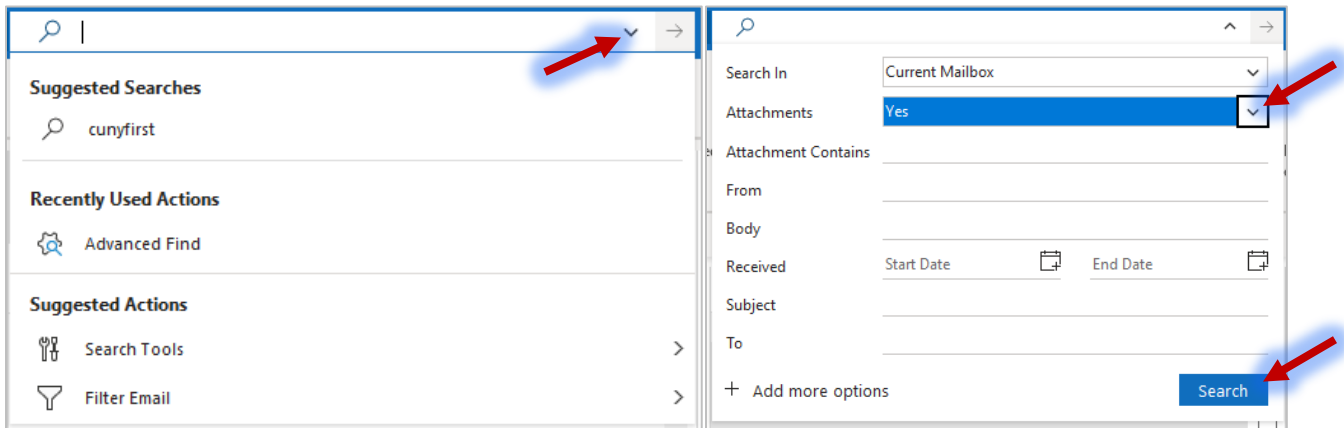 Suggested Searches
cunyfirst
Recently Used Actions
Advanced Find
Suggested Actions
Search Tools
Filter Email
Search In Current Mailbox
Attachments Yes
Attachment Contains
From
Body
Received Start Date End Date
Subject
To
+ Add more options Search